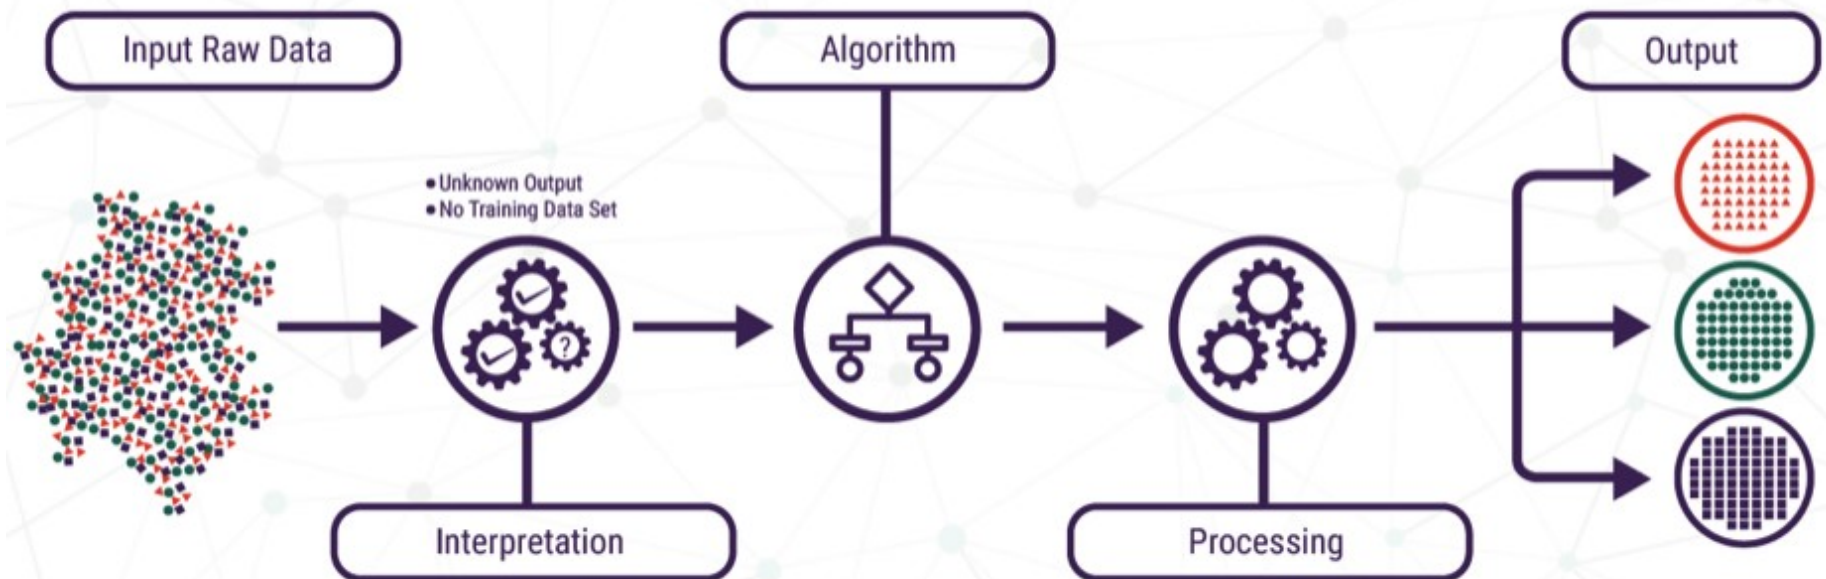 Input Raw Data
Algorithm
Output
• Unknown Output
• No Training Data Set
?
Interpretation
Processing